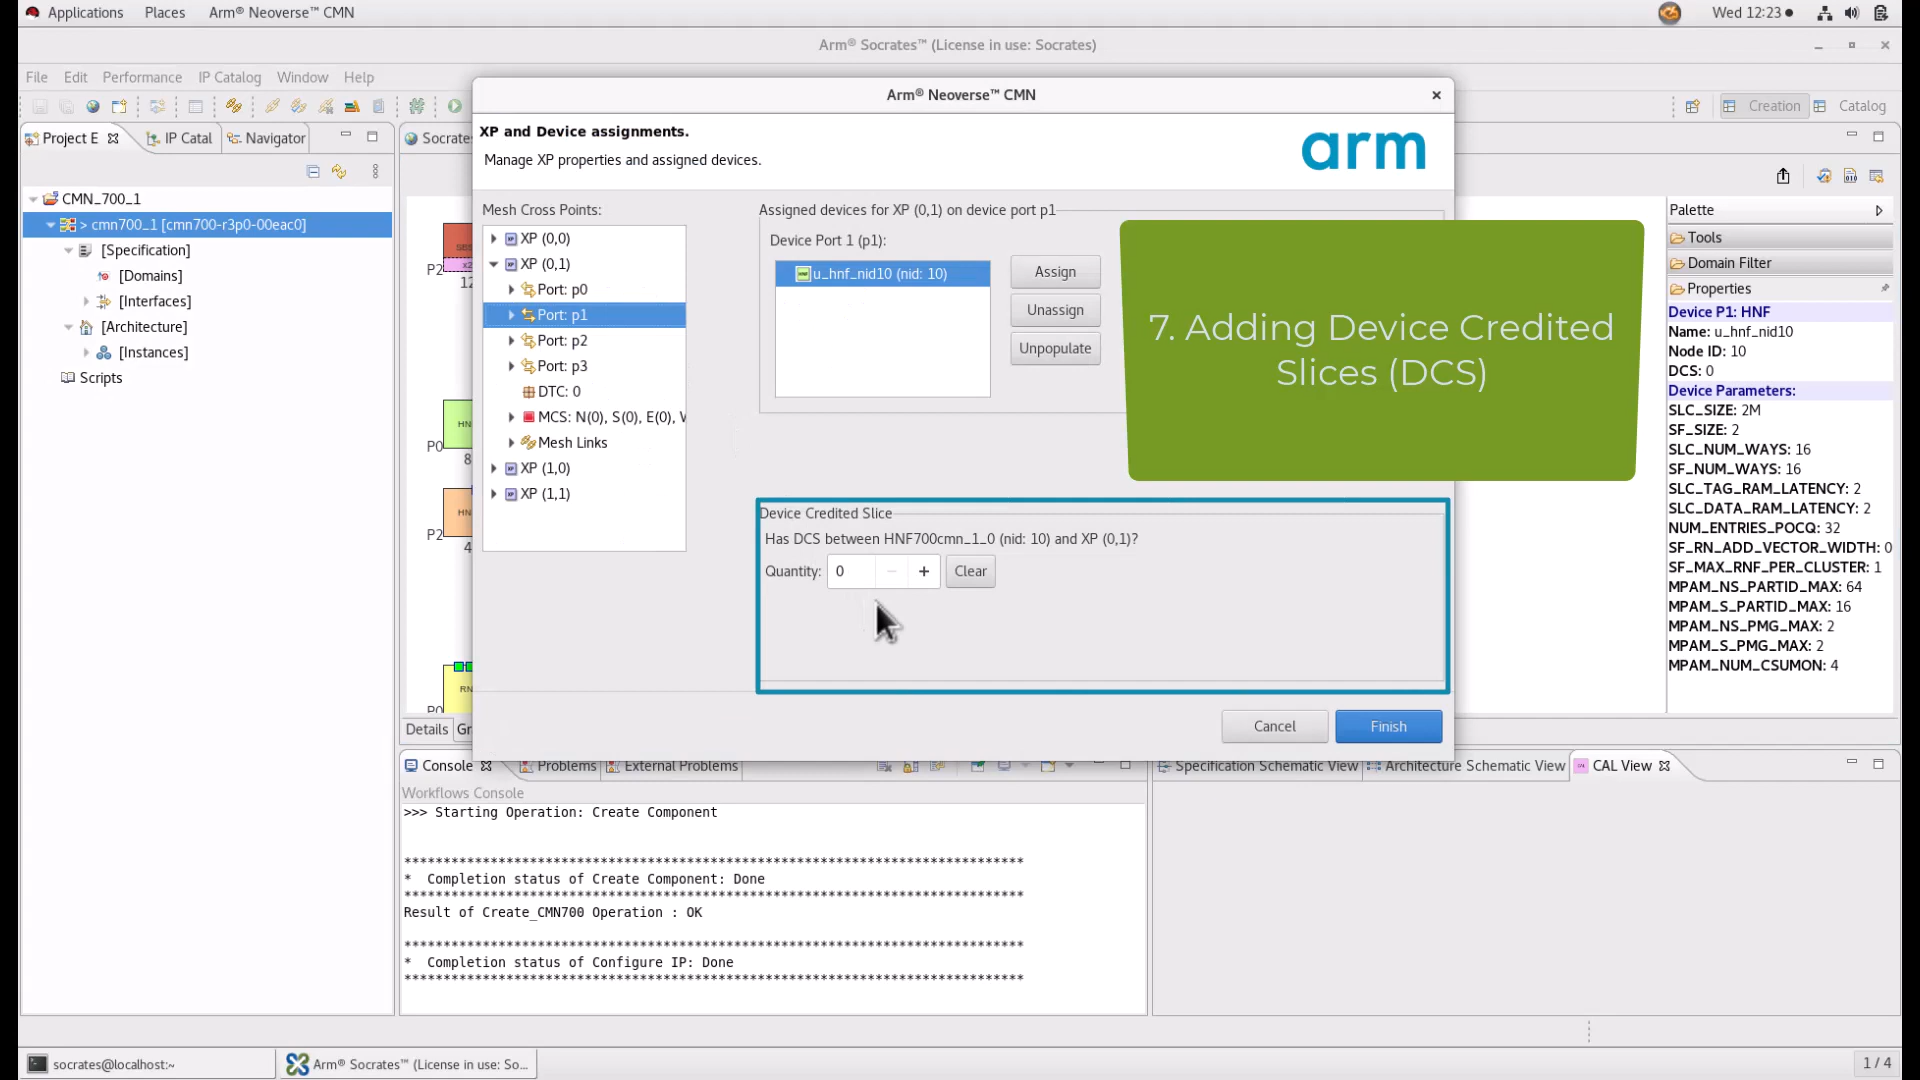 Applications
Places
Arm® Neoverse™ CMN
Wed 12:23
Arm® Socrates™ (License in use: Socrates)
File
Edit
Performance
IP Catalog
Window
Help
Creation
Catalog
Project E
IP Catal
Navigator
CMN_700_1
> cmn700_1 [cmn700-r3p0-00eac0]
[Specification]
[Domains]
[Interfaces]
[Architecture]
[Instances]
Scripts
Socrate
P2
12
P0
HN
8
HN
P2
4
RN
P0
Details
Gr
Arm® Neoverse™ CMN
XP and Device assignments.
Manage XP properties and assigned devices.
arm
Mesh Cross Points:
XP (0,0)
XP (0,1)
Port: p0
Port: p1
Port: p2
Port: p3
DTC: 0
MCS: N(0), S(0), E(0), W
Mesh Links
XP (1,0)
XP (1,1)
Assigned devices for XP (0,1) on device port p1
Device Port 1 (p1):
u_hnf_nid10 (nid: 10)
Assign
Unassign
Unpopulate
7. Adding Device Credited
Slices (DCS)
Device Credited Slice
Has DCS between HNF700cmn_1_0 (nid: 10) and XP (0,1)?
Quantity: 0 − + Clear
Cancel
Finish
Palette
Tools
Domain Filter
Properties
Device P1: HNF
Name: u_hnf_nid10
Node ID: 10
DCS: 0
Device Parameters:
SLC_SIZE: 2M
SF_SIZE: 2
SLC_NUM_WAYS: 16
SF_NUM_WAYS: 16
SLC_TAG_RAM_LATENCY: 2
SLC_DATA_RAM_LATENCY: 2
NUM_ENTRIES_POCQ: 32
SF_RN_ADD_VECTOR_WIDTH: 0
SF_MAX_RNF_PER_CLUSTER: 1
MPAM_NS_PARTID_MAX: 64
MPAM_S_PARTID_MAX: 16
MPAM_NS_PMG_MAX: 2
MPAM_S_PMG_MAX: 2
MPAM_NUM_CSUMON: 4
Console
Problems
External Problems
Workflows Console
>>> Starting Operation: Create Component
*******************************************************************************
*  Completion status of Create Component: Done
*******************************************************************************
Result of Create_CMN700 Operation : OK
*******************************************************************************
*  Completion status of Configure IP: Done
*******************************************************************************
Specification Schematic View
Architecture Schematic View
CAL View
socrates@localhost:~
Arm® Socrates™ (License in use: So...
1 / 4